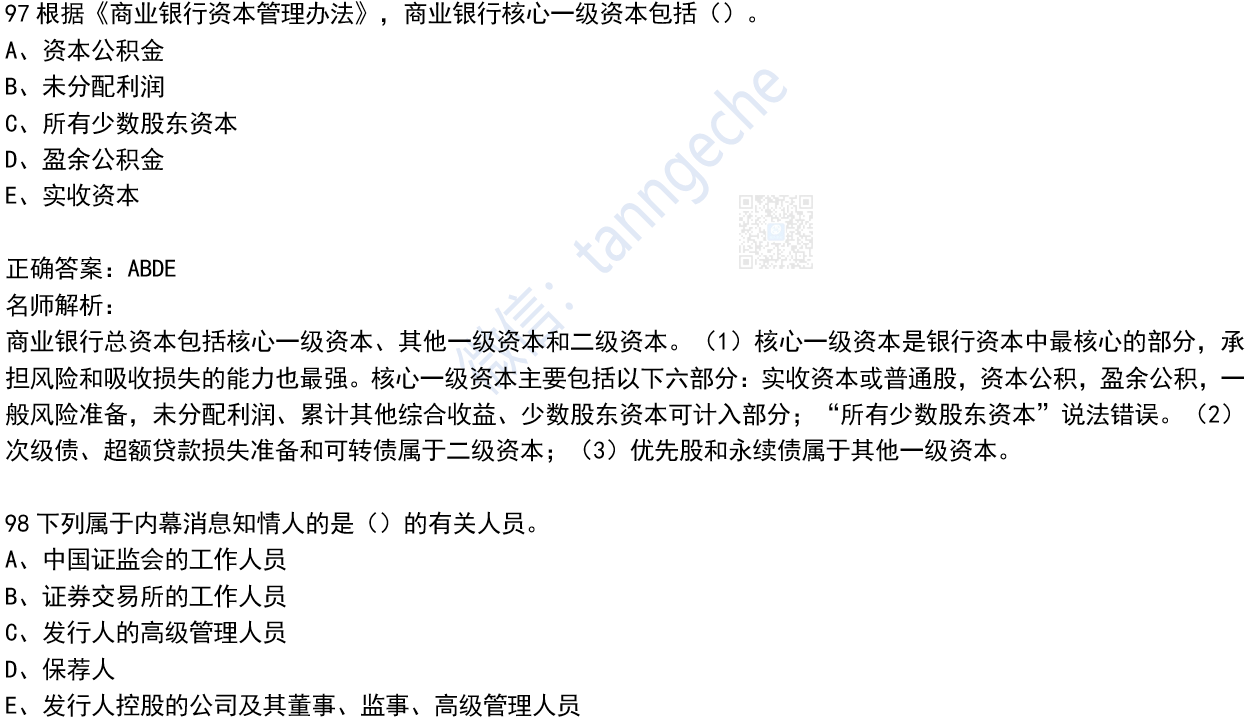 97 根据《商业银行资本管理办法》，商业银行核心一级资本包括（）。
A、资本公积金
B、未分配利润
C、所有少数股东资本
D、盈余公积金
E、实收资本
正确答案：ABDE
名师解析：
商业银行总资本包括核心一级资本、其他一级资本和二级资本。（1）核心一级资本是银行资本中最核心的部分，承
担风险和吸收损失的能力也最强。核心一级资本主要包括以下六部分：实收资本或普通股，资本公积，盈余公积，一
般风险准备，未分配利润、累计其他综合收益、少数股东资本可计入部分；“所有少数股东资本”说法错误。（2）
次级债、超额贷款损失准备和可转债属于二级资本；（3）优先股和永续债属于其他一级资本。
98 下列属于内幕消息知情人的是（）的有关人员。
A、中国证监会的工作人员
B、证券交易所的工作人员
C、发行人的高级管理人员
D、保荐人
E、发行人控股的公司及其董事、监事、高级管理人员
微信：tanngeche